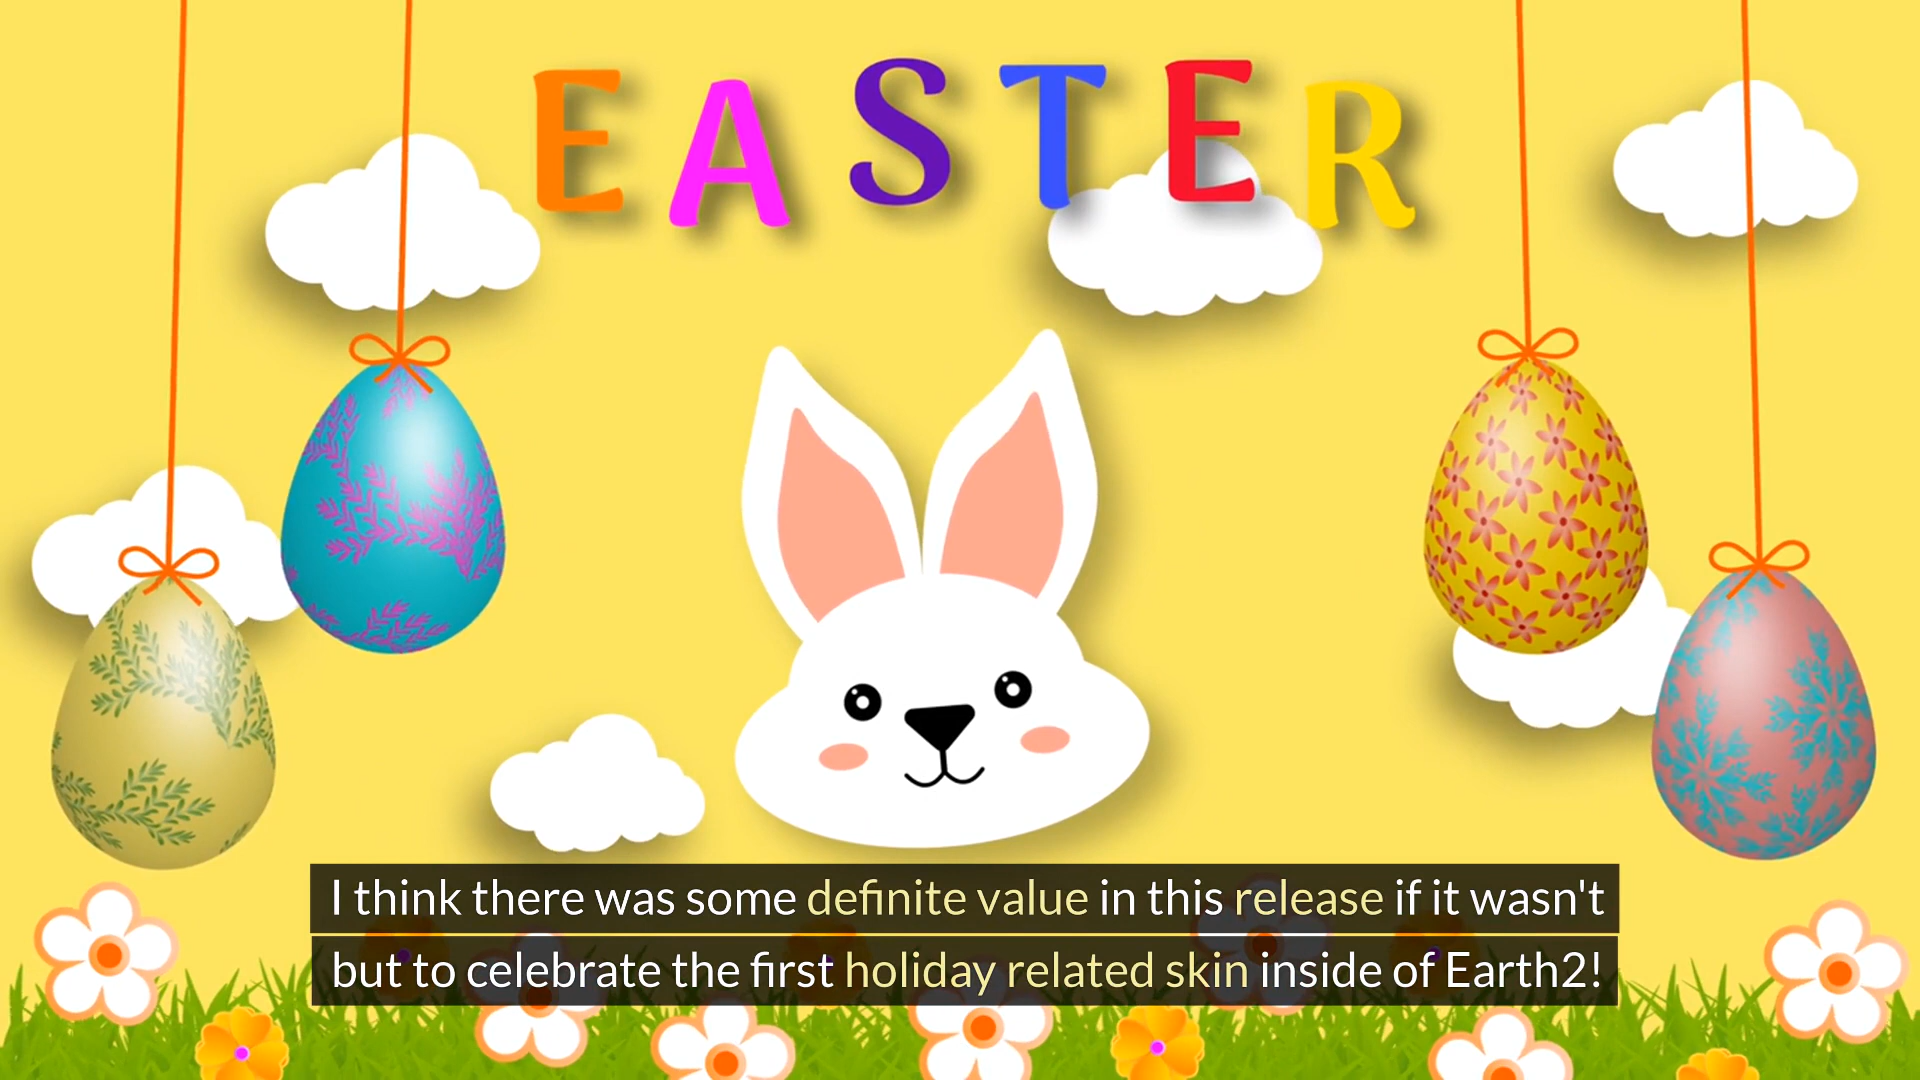 EASTER
I think there was some definite value in this release if it wasn't
but to celebrate the first holiday related skin inside of Earth2!